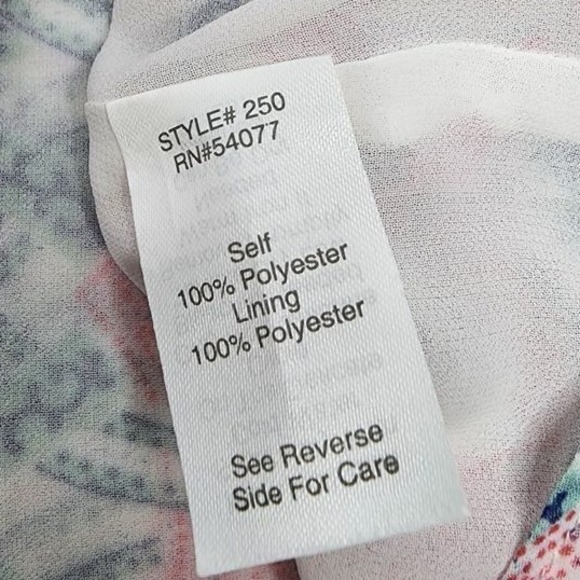 STYLE# 250
RN#54077
Self
100% Polyester
Lining
100% Polyester
See Reverse
Side For Care